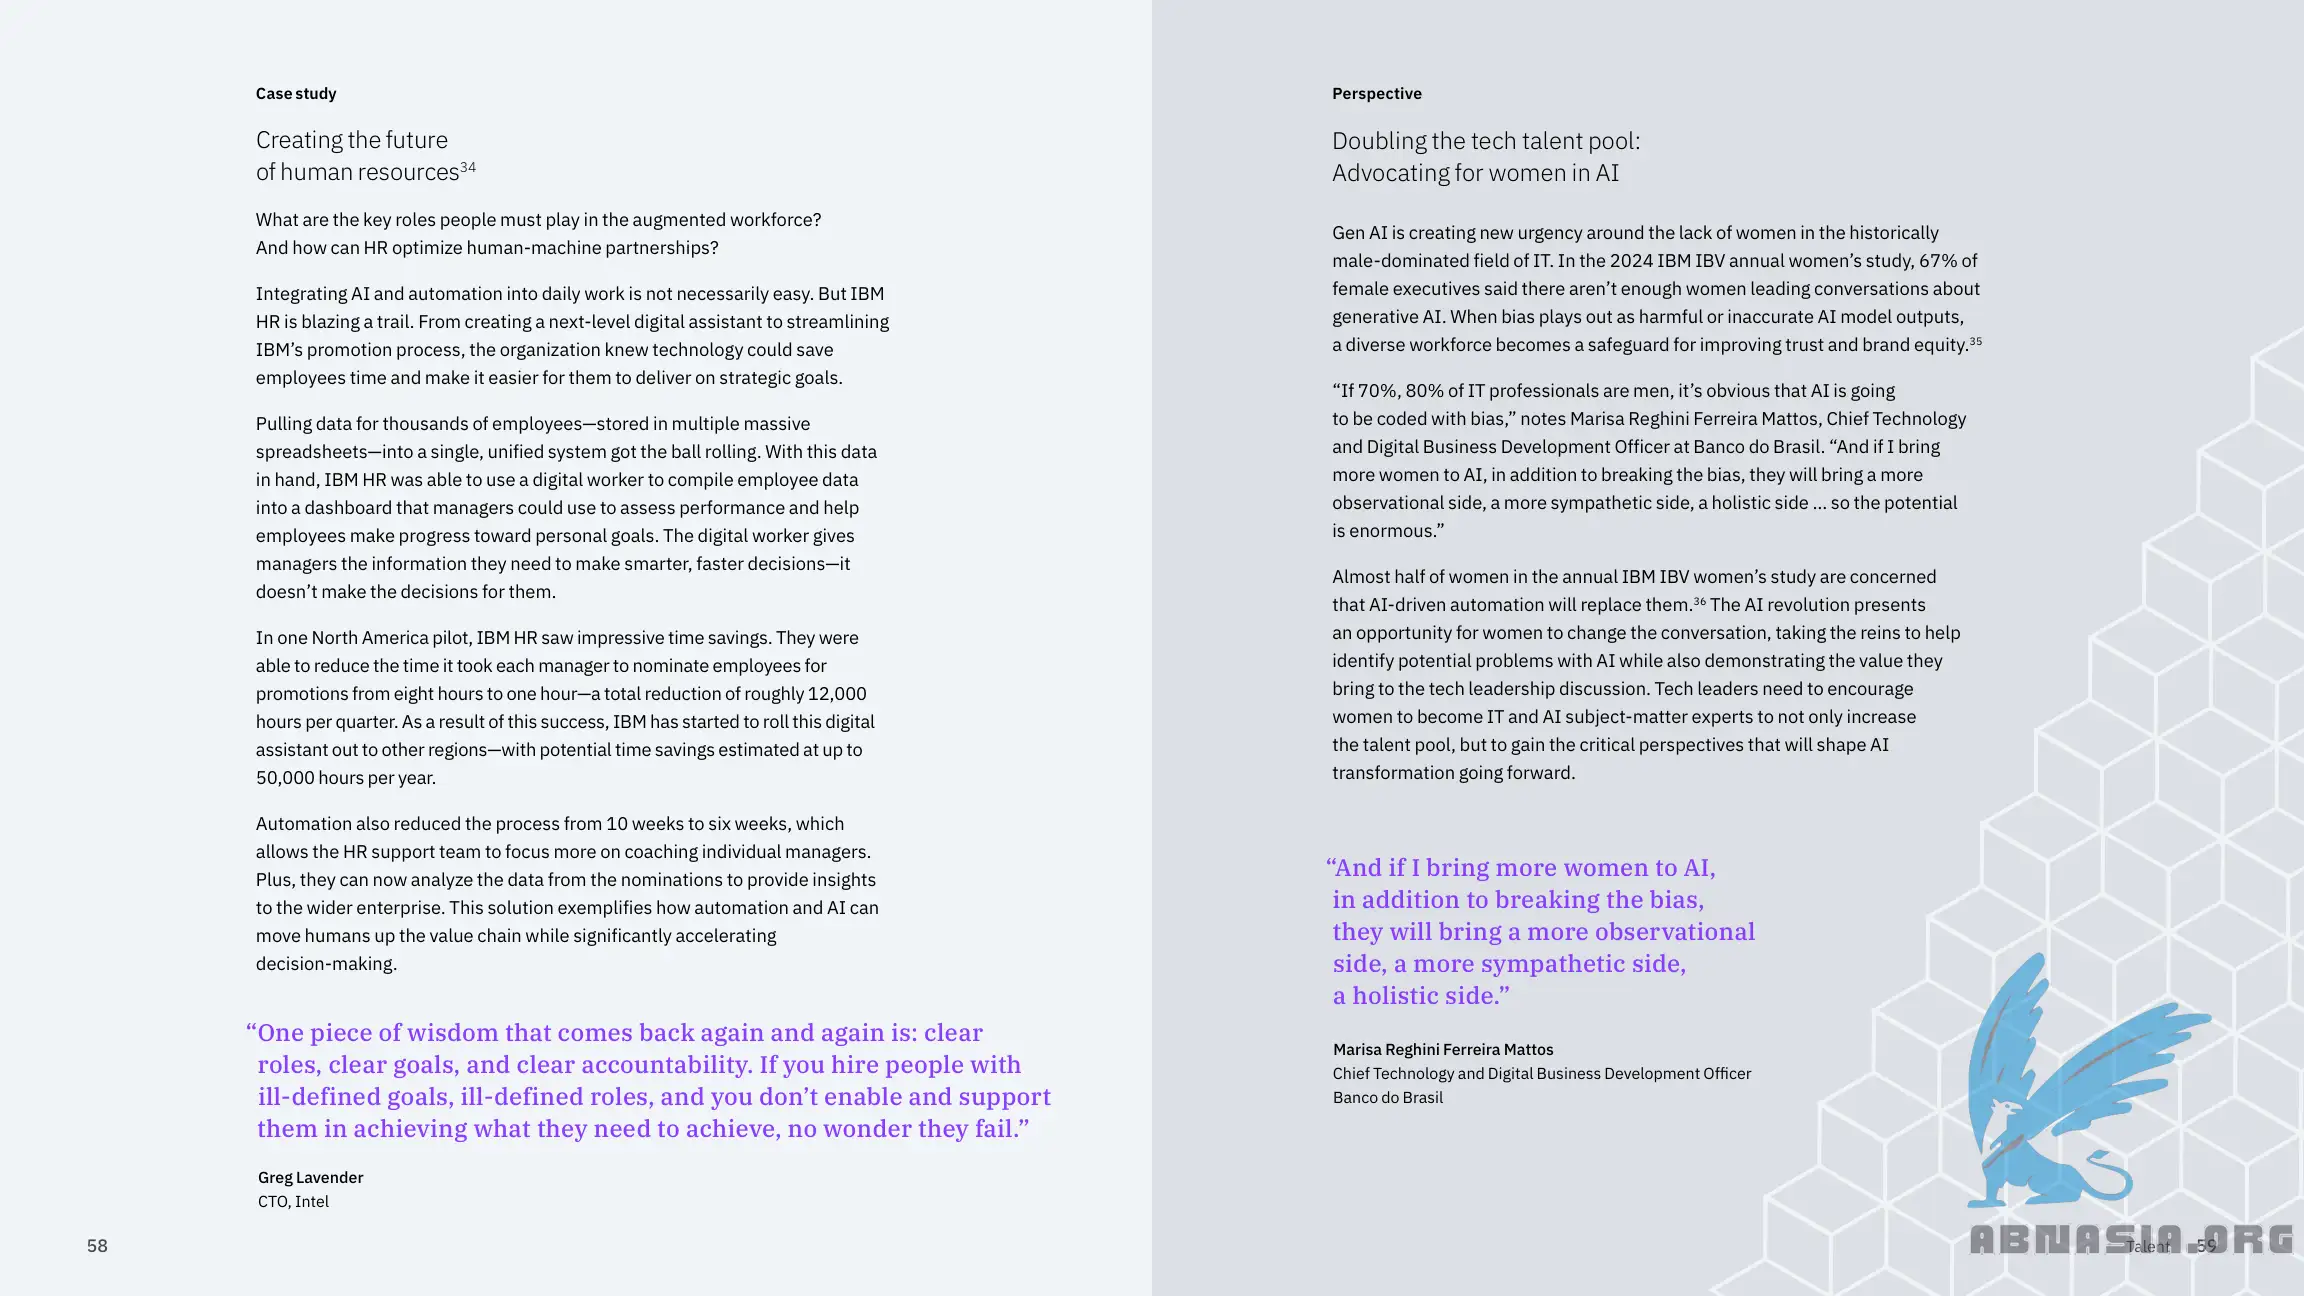 Case study
Creating the future
of human resources34
What are the key roles people must play in the augmented workforce?
And how can HR optimize human-machine partnerships?
Integrating AI and automation into daily work is not necessarily easy. But IBM
HR is blazing a trail. From creating a next-level digital assistant to streamlining
IBM’s promotion process, the organization knew technology could save
employees time and make it easier for them to deliver on strategic goals.
Pulling data for thousands of employees—stored in multiple massive
spreadsheets—into a single, unified system got the ball rolling. With this data
in hand, IBM HR was able to use a digital worker to compile employee data
into a dashboard that managers could use to assess performance and help
employees make progress toward personal goals. The digital worker gives
managers the information they need to make smarter, faster decisions—it
doesn’t make the decisions for them.
In one North America pilot, IBM HR saw impressive time savings. They were
able to reduce the time it took each manager to nominate employees for
promotions from eight hours to one hour—a total reduction of roughly 12,000
hours per quarter. As a result of this success, IBM has started to roll this digital
assistant out to other regions—with potential time savings estimated at up to
50,000 hours per year.
Automation also reduced the process from 10 weeks to six weeks, which
allows the HR support team to focus more on coaching individual managers.
Plus, they can now analyze the data from the nominations to provide insights
to the wider enterprise. This solution exemplifies how automation and AI can
move humans up the value chain while significantly accelerating
decision-making.
“One piece of wisdom that comes back again and again is: clear
roles, clear goals, and clear accountability. If you hire people with
ill-defined goals, ill-defined roles, and you don’t enable and support
them in achieving what they need to achieve, no wonder they fail.”
Greg Lavender
CTO, Intel
58
Perspective
Doubling the tech talent pool:
Advocating for women in AI
Gen AI is creating new urgency around the lack of women in the historically
male-dominated field of IT. In the 2024 IBM IBV annual women’s study, 67% of
female executives said there aren’t enough women leading conversations about
generative AI. When bias plays out as harmful or inaccurate AI model outputs,
a diverse workforce becomes a safeguard for improving trust and brand equity.35
“If 70%, 80% of IT professionals are men, it’s obvious that AI is going
to be coded with bias,” notes Marisa Reghini Ferreira Mattos, Chief Technology
and Digital Business Development Officer at Banco do Brasil. “And if I bring
more women to AI, in addition to breaking the bias, they will bring a more
observational side, a more sympathetic side, a holistic side ... so the potential
is enormous.”
Almost half of women in the annual IBM IBV women’s study are concerned
that AI-driven automation will replace them.36 The AI revolution presents
an opportunity for women to change the conversation, taking the reins to help
identify potential problems with AI while also demonstrating the value they
bring to the tech leadership discussion. Tech leaders need to encourage
women to become IT and AI subject-matter experts to not only increase
the talent pool, but to gain the critical perspectives that will shape AI
transformation going forward.
“And if I bring more women to AI,
in addition to breaking the bias,
they will bring a more observational
side, a more sympathetic side,
a holistic side.”
Marisa Reghini Ferreira Mattos
Chief Technology and Digital Business Development Officer
Banco do Brasil
ABNASIA.ORG
Talent 59